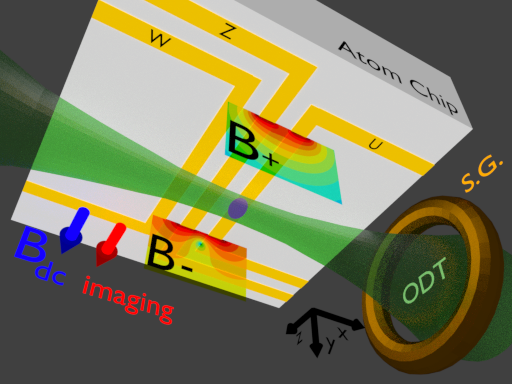 Z
W
Atom Chip
U
S.G.
B+
B-
Bdc
imaging
ODT
z
y
x